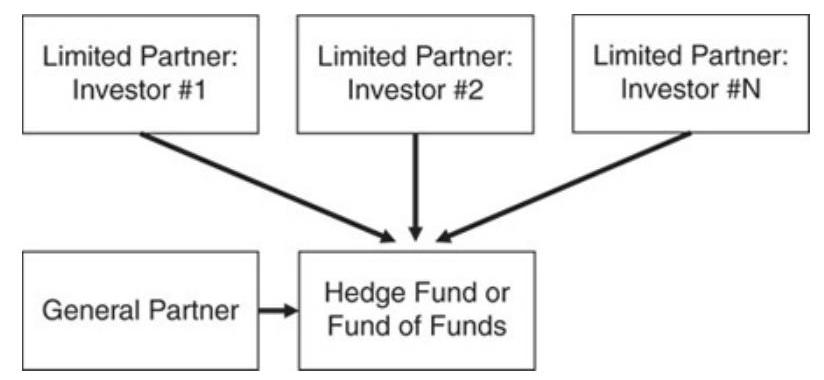 Limited Partner:
Investor #1
Limited Partner:
Investor #2
Limited Partner:
Investor #N
General Partner
Hedge Fund or
Fund of Funds